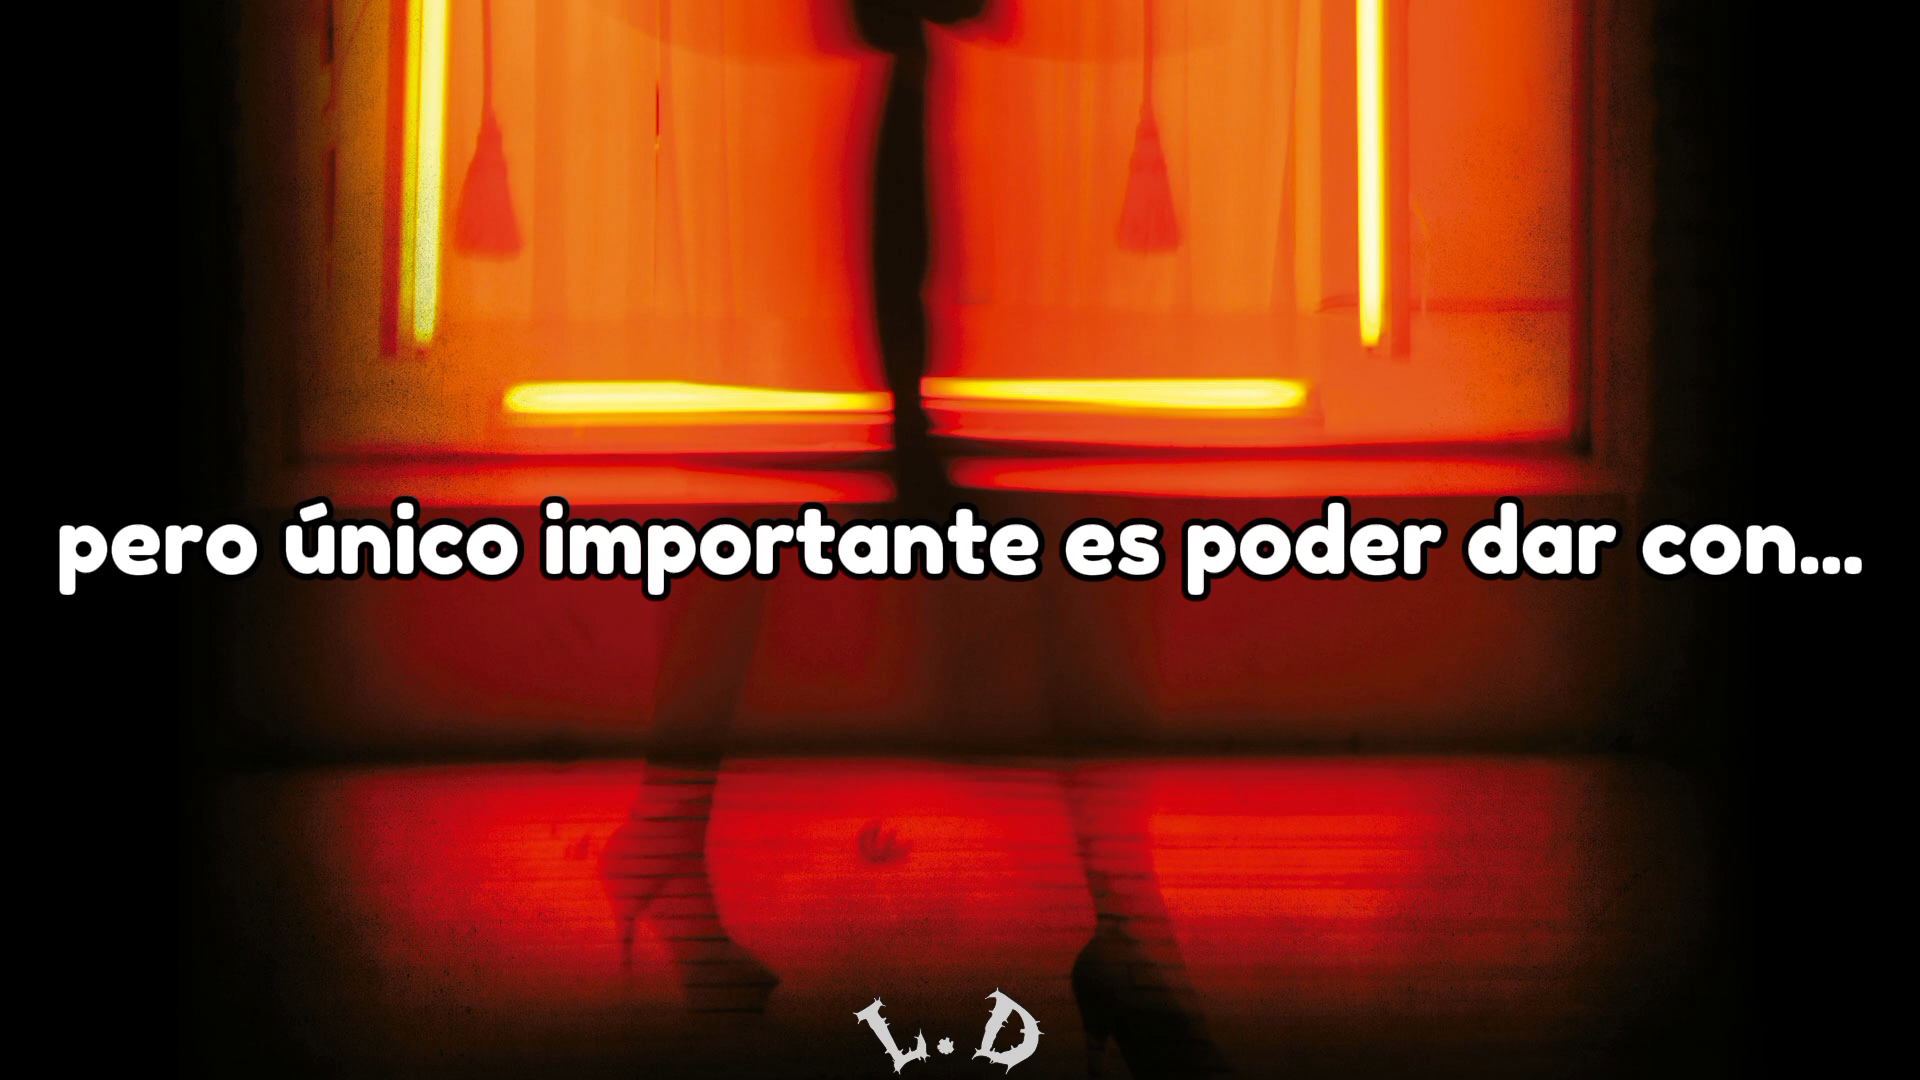 pero único importante es poder dar con...
L.D